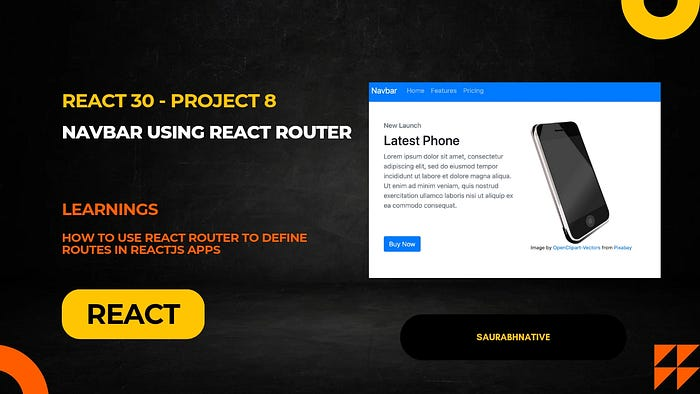 REACT 30 - PROJECT 8
NAVBAR USING REACT ROUTER
LEARNINGS
HOW TO USE REACT ROUTER TO DEFINE
ROUTES IN REACTJS APPS
REACT
Navbar Home Features Pricing
New Launch
Latest Phone
Lorem ipsum dolor sit amet, consectetur
adipiscing elit, sed do eiusmod tempor
incididunt ut labore et dolore magna aliqua.
Ut enim ad minim veniam, quis nostrud
exercitation ullamco laboris nisi ut aliquip ex
ea commodo consequat.
Buy Now
Image by OpenClipart-Vectors from Pixabay
SAURABHNATIVE